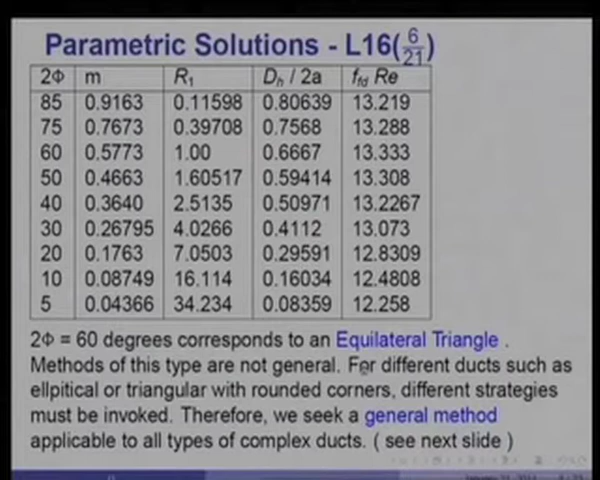 Parametric Solutions - L16(6/21)
2Φ m R₁ Dₕ / 2a f_fd Re
85 0.9163 0.11598 0.80639 13.219
75 0.7673 0.39708 0.7568 13.288
60 0.5773 1.00 0.6667 13.333
50 0.4663 1.60517 0.59414 13.308
40 0.3640 2.5135 0.50971 13.2267
30 0.26795 4.0266 0.4112 13.073
20 0.1763 7.0503 0.29591 12.8309
10 0.08749 16.114 0.16034 12.4808
5 0.04366 34.234 0.08359 12.258
2Φ = 60 degrees corresponds to an Equilateral Triangle .
Methods of this type are not general. For different ducts such as
ellpitical or triangular with rounded corners, different strategies
must be invoked. Therefore, we seek a general method
applicable to all types of complex ducts. ( see next slide )